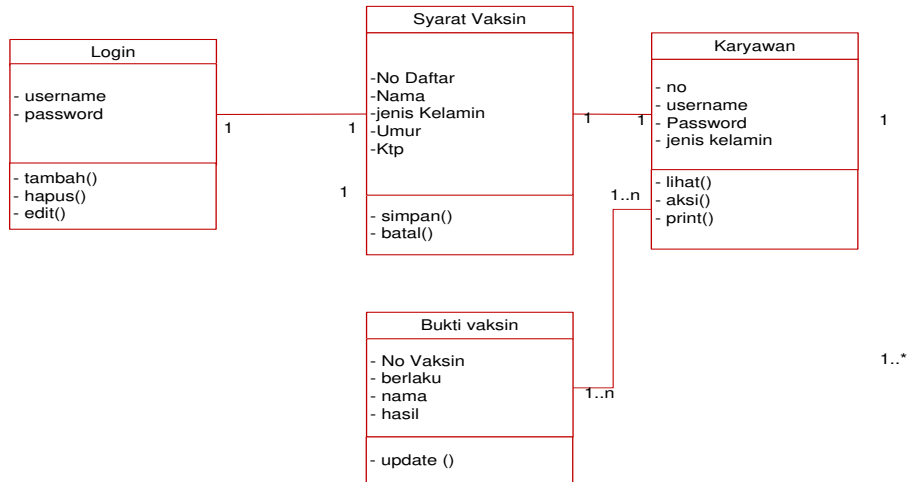 Login
- username
- password
- tambah()
- hapus()
- edit()
1
1
1
Syarat Vaksin
-No Daftar
-Nama
-jenis Kelamin
-Umur
-Ktp
- simpan()
- batal()
1
1
Karyawan
- no
- username
- Password
- jenis kelamin
- lihat()
- aksi()
- print()
1
1..n
Bukti vaksin
- No Vaksin
- berlaku
- nama
- hasil
- update ()
1..n
1..*